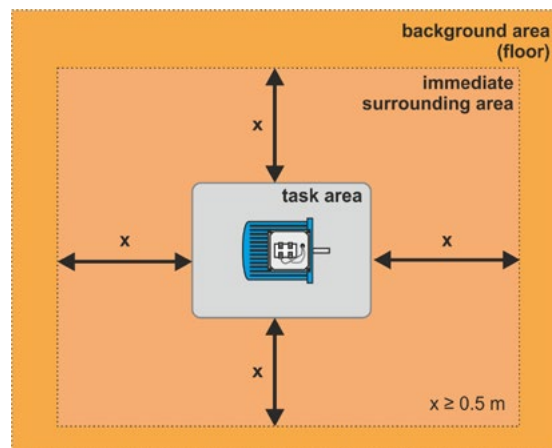 background area
(floor)
immediate
surrounding area
x
task area
x
x
x
x ≥ 0.5 m